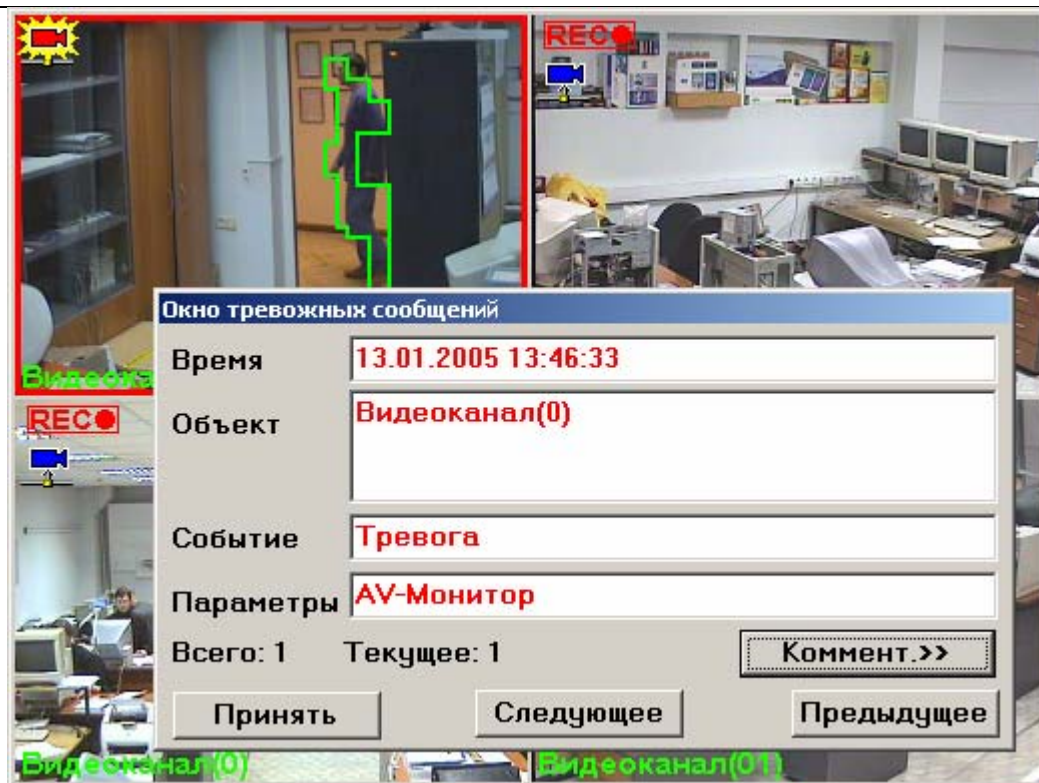 REC
Окно тревожных сообщений
Время 13.01.2005 13:46:33
Видеока
REC
Объект Видеоканал(0)
Событие Тревога
Параметры AV-Монитор
Всего: 1 Текущее: 1 Коммент.>>
Принять Следующее Предыдущее
Видеоканал(0) Видеоканал(01)